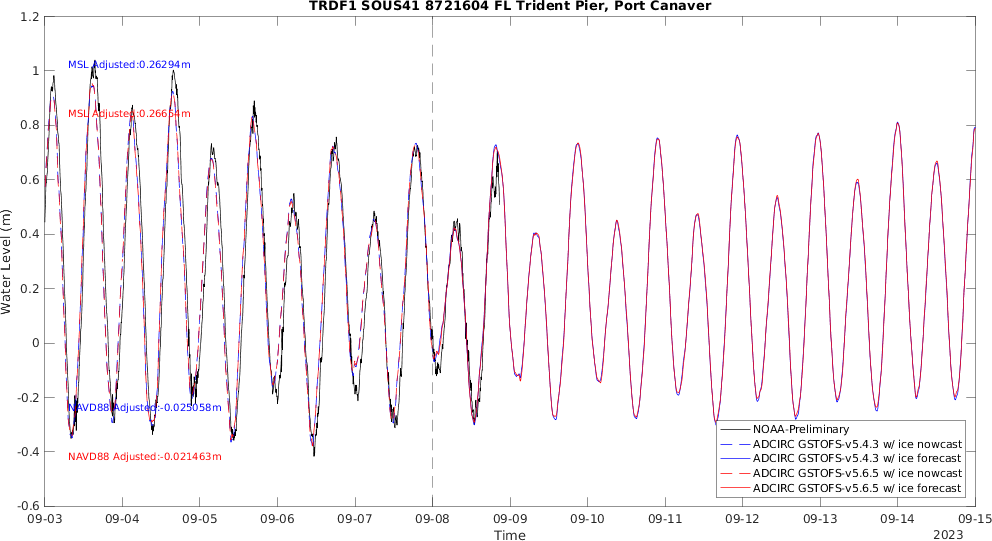 TRDF1 SOUS41 8721604 FL Trident Pier, Port Canaver
1.2
1
0.8
0.6
0.4
0.2
0
-0.2
-0.4
-0.6
Water Level (m)
MSL Adjusted:0.26294m
MSL Adjusted:0.26654m
NAVD88 Adjusted:-0.025058m
NAVD88 Adjusted:-0.021463m
NOAA-Preliminary
ADCIRC GSTOFS-v5.4.3 w/ ice nowcast
ADCIRC GSTOFS-v5.4.3 w/ ice forecast
ADCIRC GSTOFS-v5.6.5 w/ ice nowcast
ADCIRC GSTOFS-v5.6.5 w/ ice forecast
09-03 09-04 09-05 09-06 09-07 09-08 09-09 09-10 09-11 09-12 09-13 09-14 09-15
Time
2023